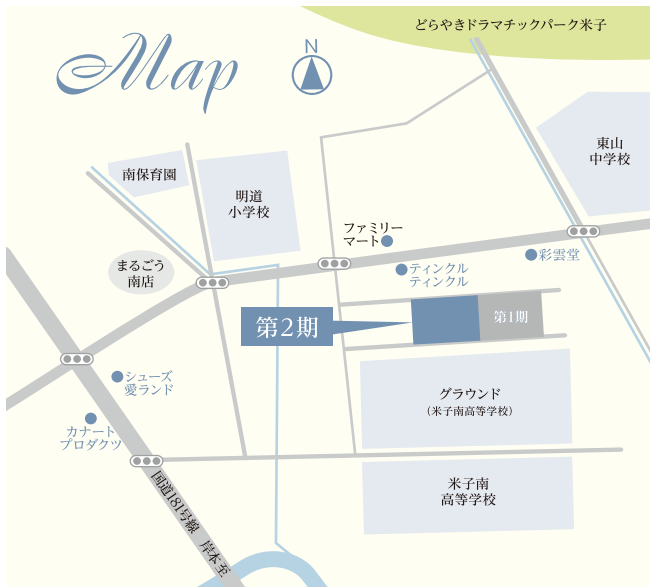 Map
N
どらやきドラマチックパーク米子
東山
中学校
南保育園
明道
小学校
ファミリー
マート
彩雲堂
ティンクル
ティンクル
まるごう
南店
第2期
第1期
シューズ
愛ランド
グラウンド
（米子南高等学校）
カナート
プロダクツ
米子南
高等学校
国道181号線
岸本 至